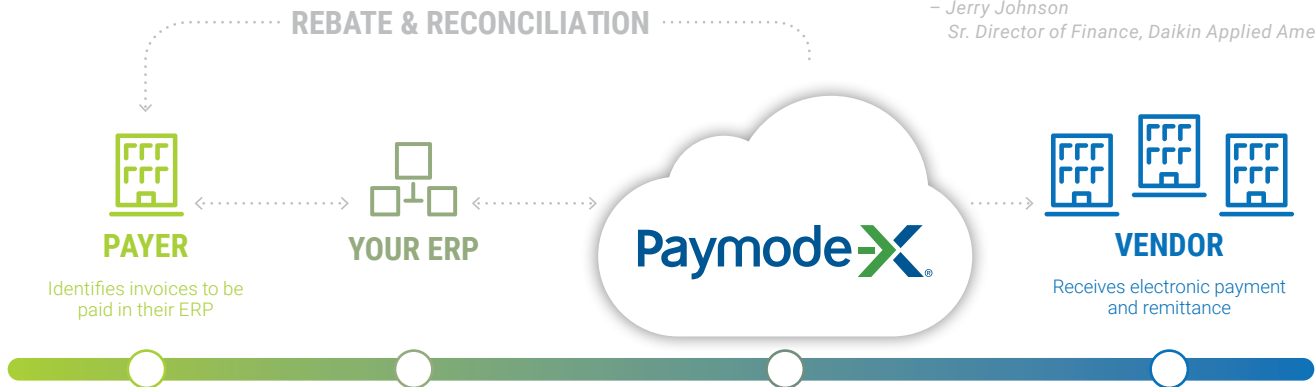 REBATE & RECONCILIATION
– Jerry Johnson
Sr. Director of Finance, Daikin Applied Ame
PAYER
Identifies invoices to be
paid in their ERP
YOUR ERP
Paymode-X®
VENDOR
Receives electronic payment
and remittance